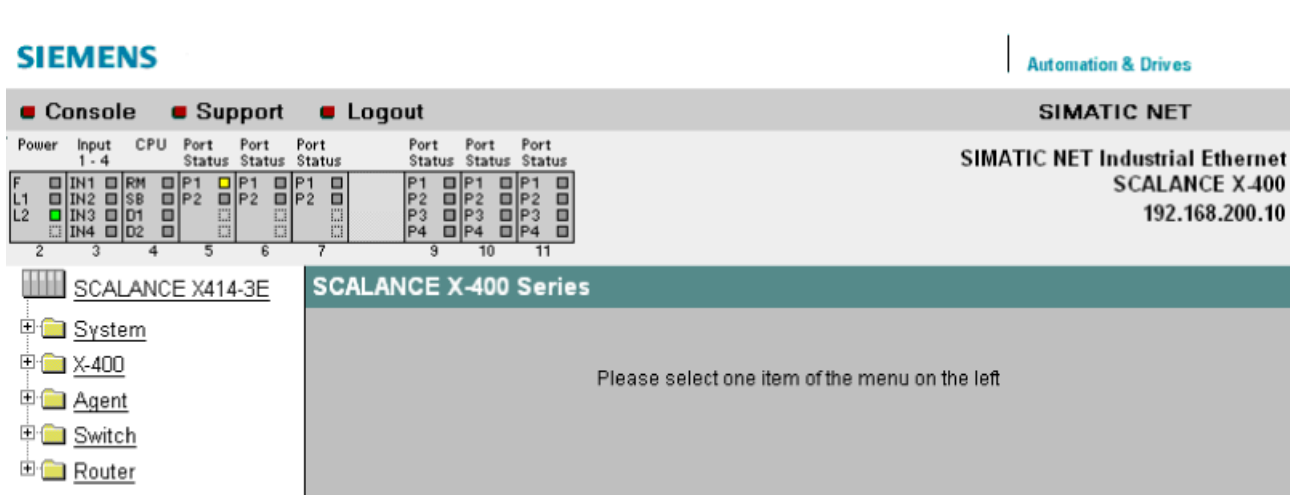 SIEMENS
Automation & Drives
Console Support Logout SIMATIC NET
Power Input 1 - 4 CPU Port Status Port Status Port Status Port Status Port Status Port Status
F IN1 RM P1 P1 P1 P1 P1 P1
L1 IN2 SB P2 P2 P2 P2 P2 P2
L2 IN3 D1 P3 P3 P3
IN4 D2 P4 P4 P4
2 3 4 5 6 7 9 10 11
SIMATIC NET Industrial Ethernet
SCALANCE X-400
192.168.200.10
SCALANCE X414-3E
System
X-400
Agent
Switch
Router
SCALANCE X-400 Series
Please select one item of the menu on the left